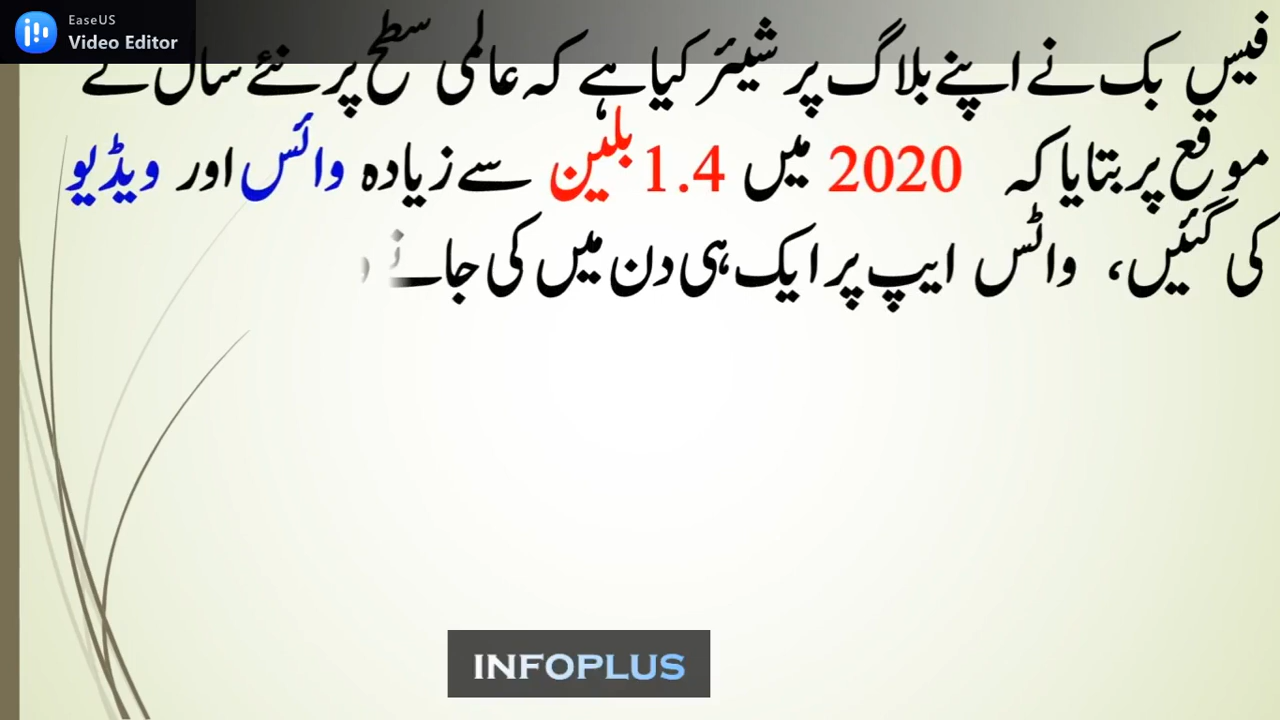 EaseUS
Video Editor
فیس بک نے اپنے بلاگ پر شیئر کیا ہے کہ عالمی سطح پر نئے سال کے
موقع پر بتایا کہ 2020 میں 1.4 بلین سے زیادہ وائس اور ویڈیو
کی گئیں، واٹس ایپ پر ایک ہی دن میں کی جانے
INFOPLUS